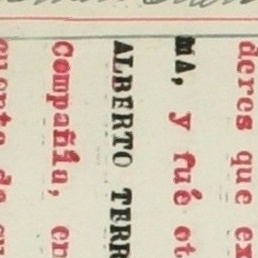 deres que ex
MA, y fué ot
ALBERTO TERR
Compañía, en